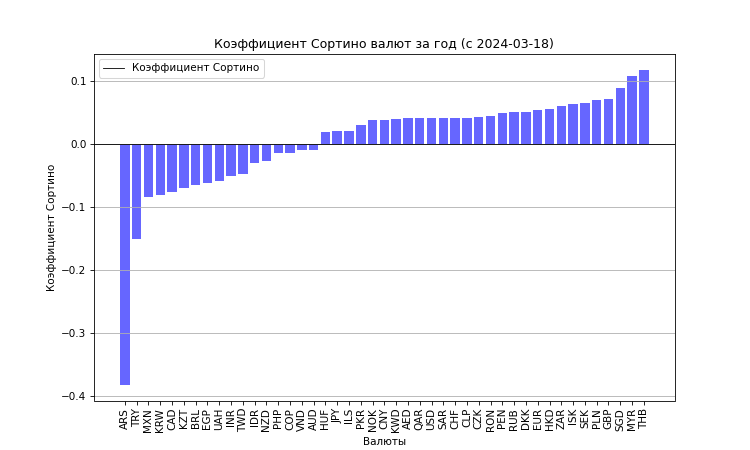 Коэффициент Сортино валют за год (с 2024-03-18)
Коэффициент Сортино
0.1
0.0
−0.1
−0.2
−0.3
−0.4
Коэффициент Сортино
ARS TRY MXN KRW CAD KZT BRL EGP UAH INR TWD IDR NZD PHP COP VND AUD HUF JPY ILS PKR NOK CNY KWD AED QAR USD SAR CHF CLP CZK RON PEN RUB DKK EUR HKD ZAR ISK SEK PLN GBP SGD MYR THB
Валюты